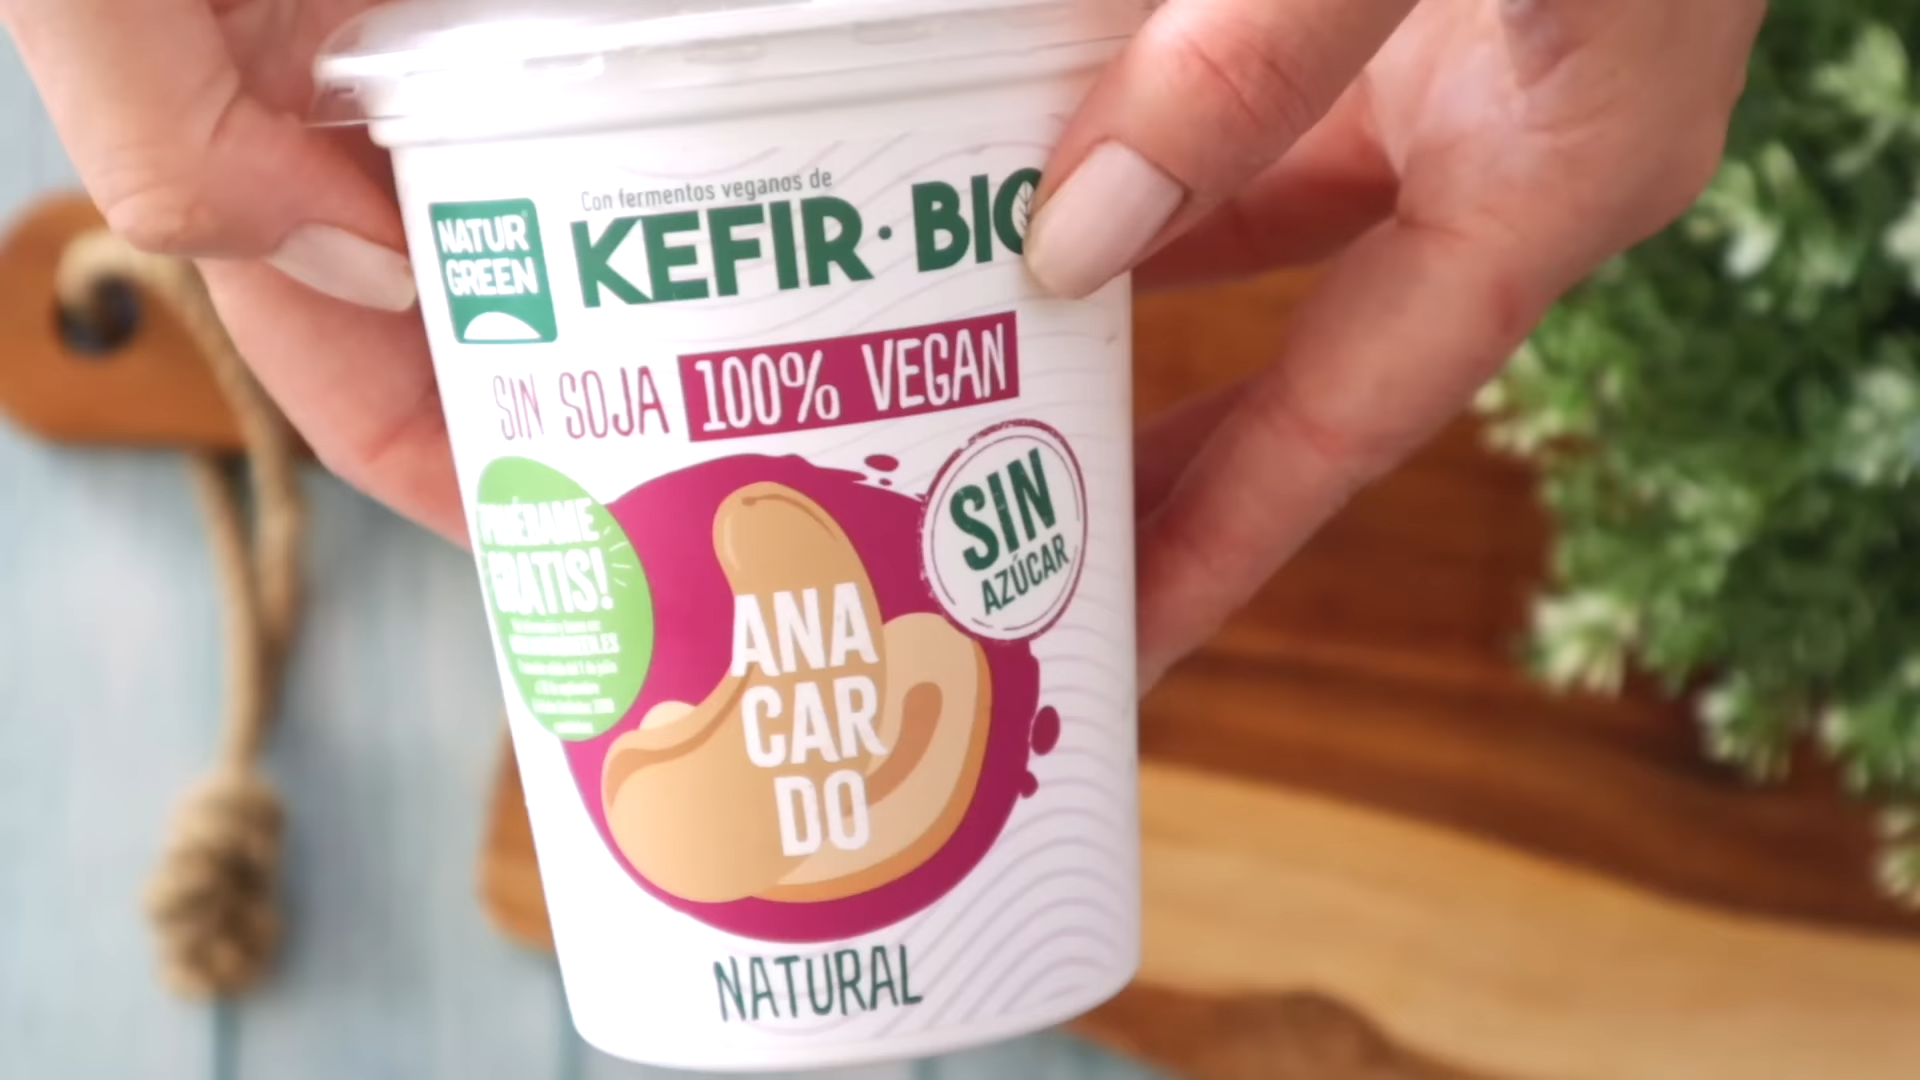 Con fermentos veganos de
NATUR
GREEN
KEFIR · BIO
SIN SOJA 100% VEGAN
SIN
AZÚCAR
¡PRUÉBAME
GRATIS!
ANA
CAR
DO
NATURAL